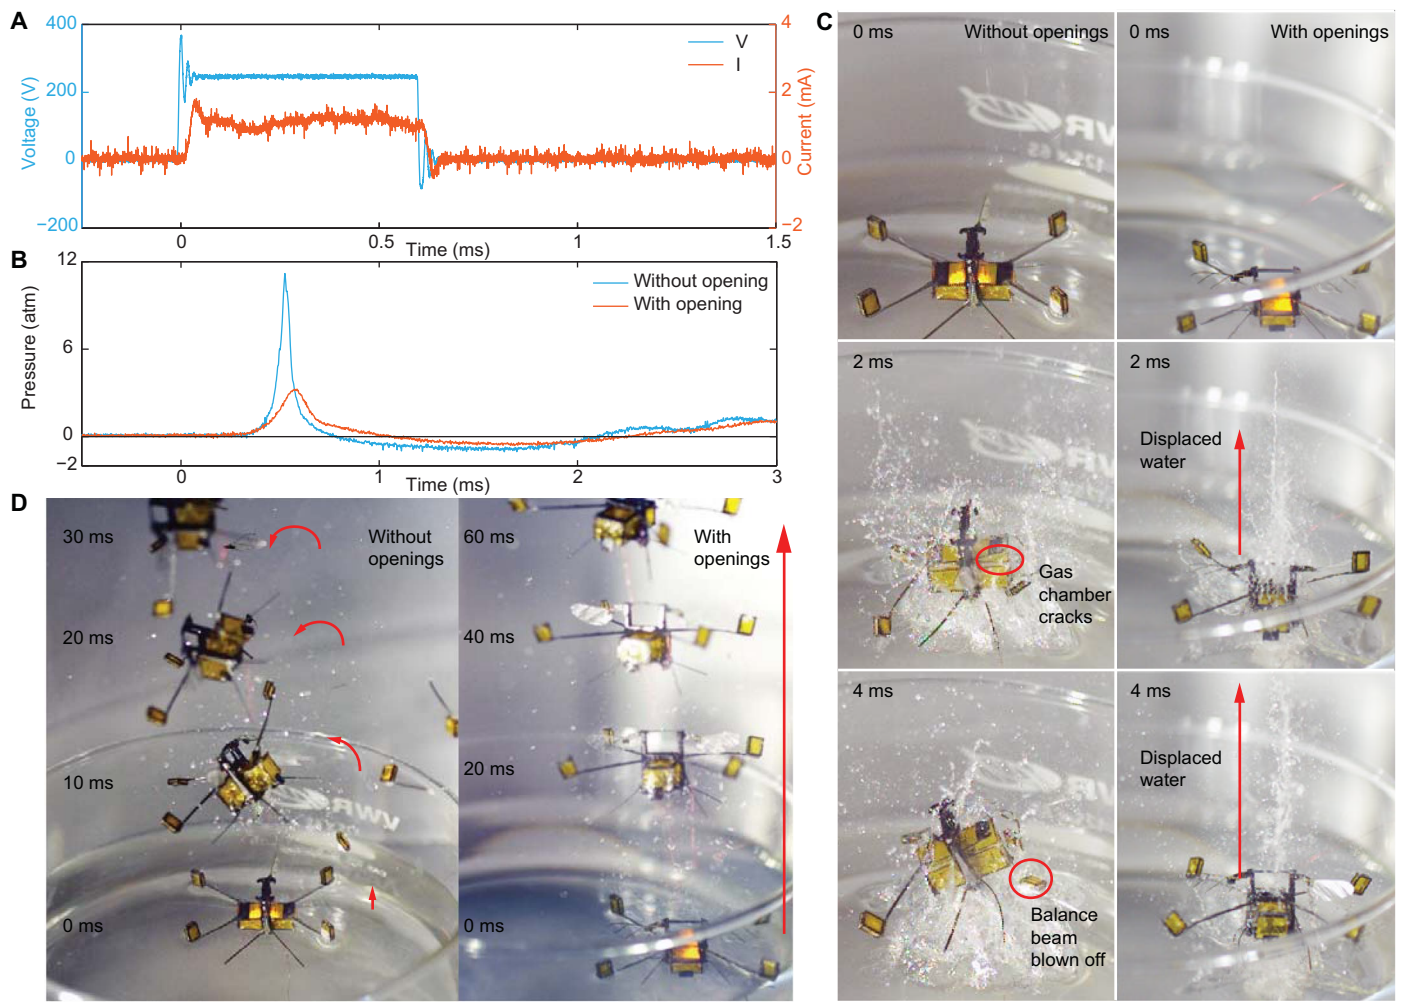 A
400
200
0
−200
Voltage (V)
V
I
4
2
0
−2
Current (mA)
0
0.5
1
1.5
Time (ms)
B
12
6
0
−2
Pressure (atm)
Without opening
With opening
0
1
2
3
Time (ms)
C
0 ms
Without openings
VWR
0 ms
With openings
2 ms
Gas
chamber
cracks
2 ms
Displaced
water
4 ms
VWR
Balance
beam
blown off
4 ms
Displaced
water
D
30 ms
Without
openings
20 ms
10 ms
VWR
0 ms
60 ms
With
openings
40 ms
20 ms
0 ms